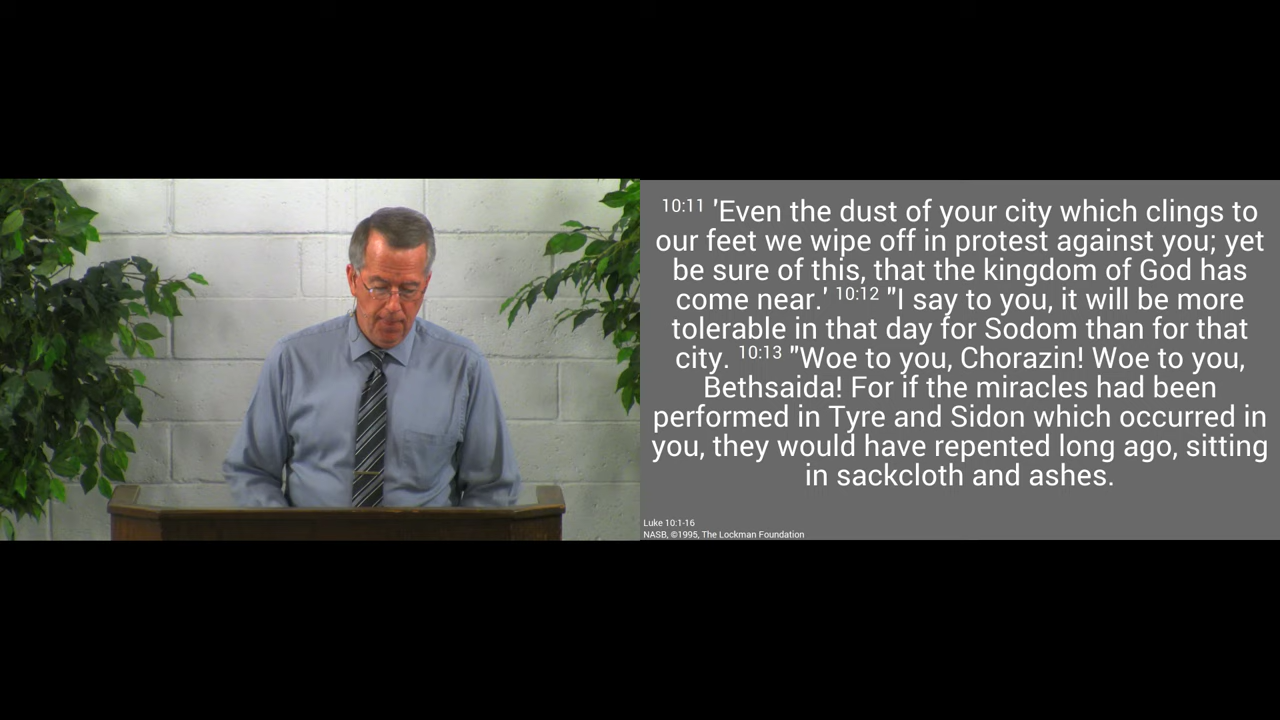 10:11 'Even the dust of your city which clings to
our feet we wipe off in protest against you; yet
be sure of this, that the kingdom of God has
come near.' 10:12 "I say to you, it will be more
tolerable in that day for Sodom than for that
city. 10:13 "Woe to you, Chorazin! Woe to you,
Bethsaida! For if the miracles had been
performed in Tyre and Sidon which occurred in
you, they would have repented long ago, sitting
in sackcloth and ashes.
Luke 10:1-16
NASB, ©1995, The Lockman Foundation